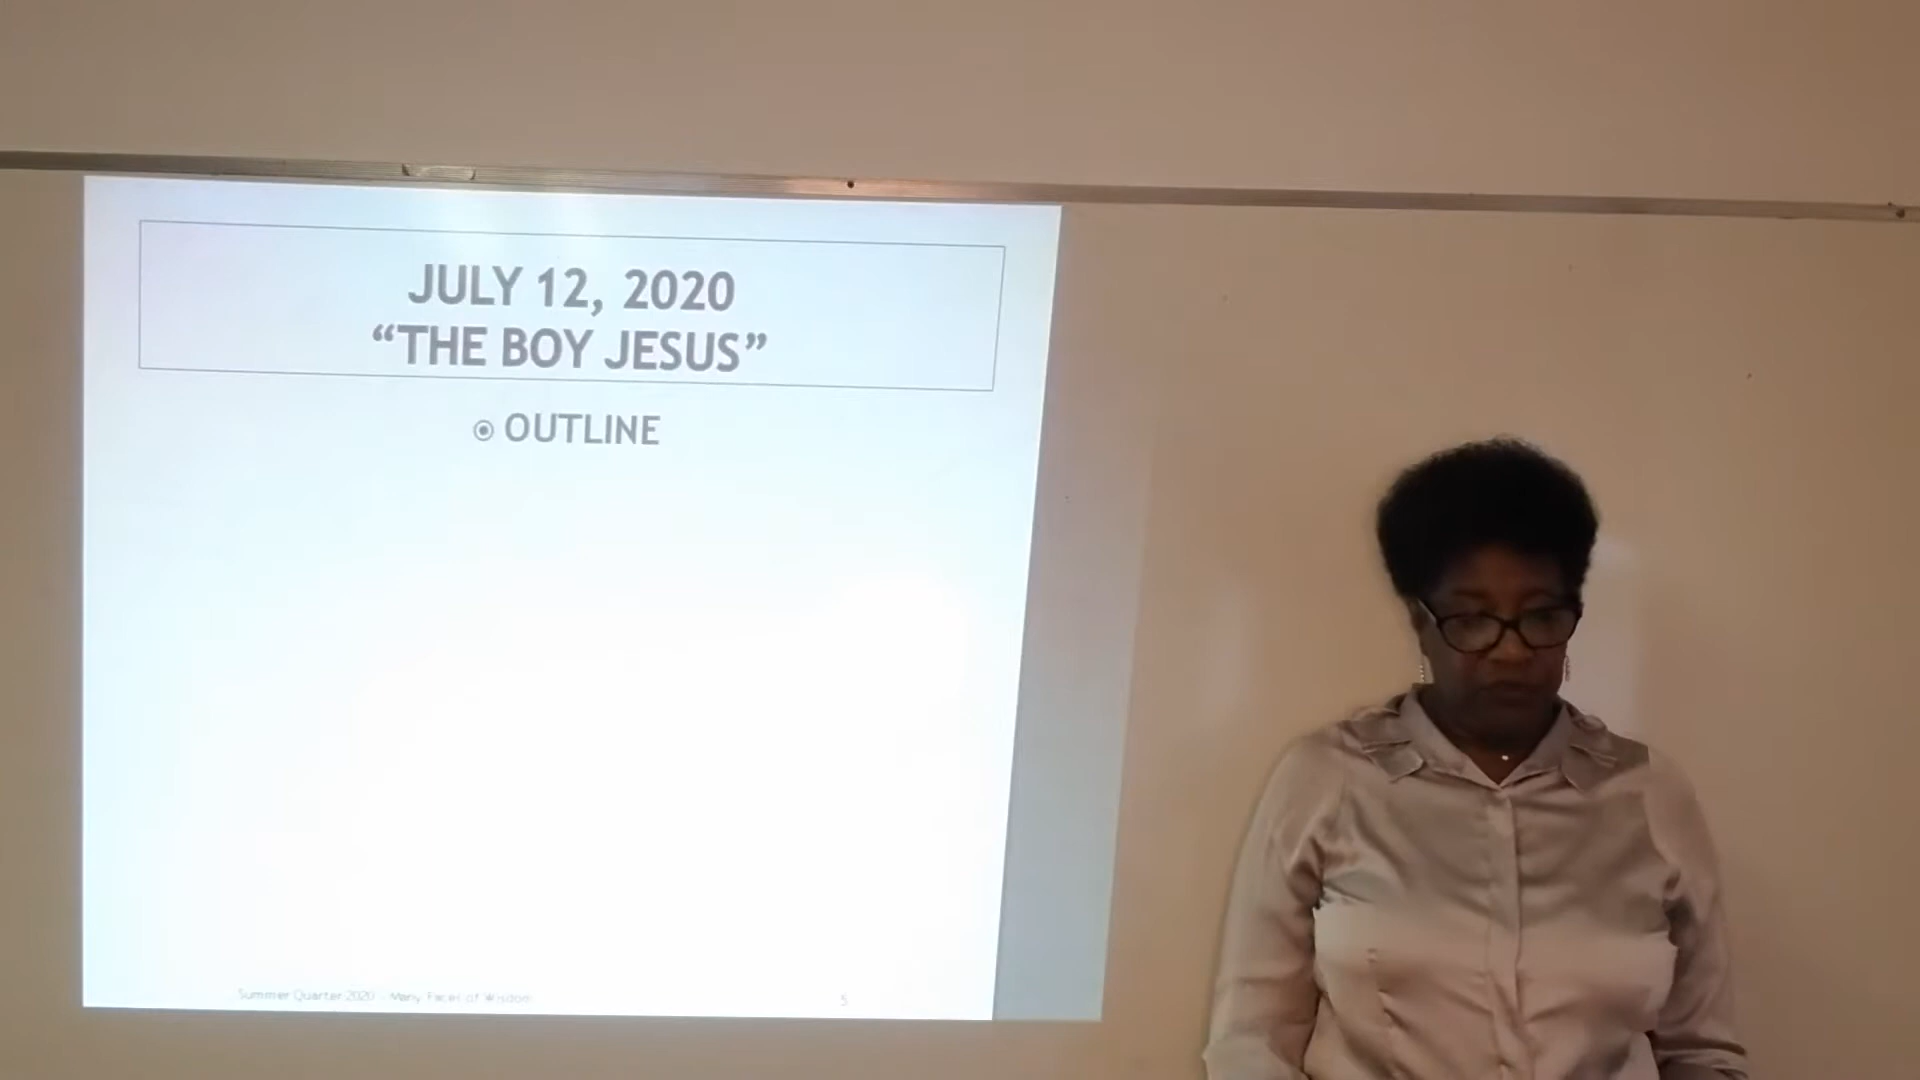 JULY 12, 2020
“THE BOY JESUS”
OUTLINE
Summer Quarter 2020 - Many Faces of Wisdom
5